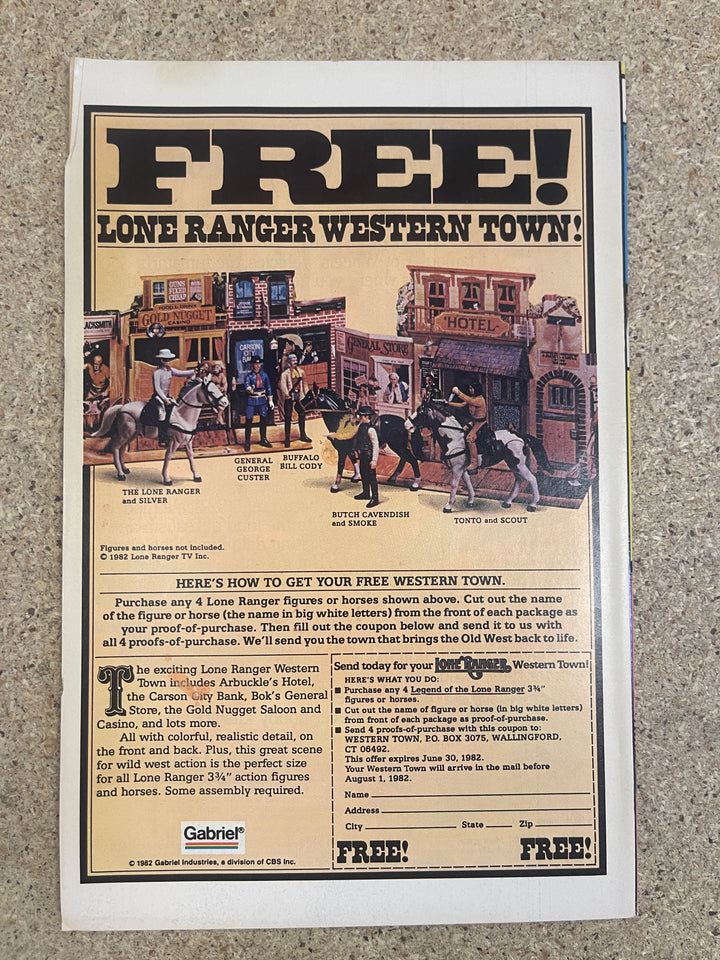 FREE!
LONE RANGER WESTERN TOWN!
GUNS
FIXED
CHEAP
GOLD NUGGET
CASINO
CARSON
CITY
GENERAL STORE
HOTEL
THE LONE RANGER
and SILVER
GENERAL
GEORGE
CUSTER
BUFFALO
BILL CODY
BUTCH CAVENDISH
and SMOKE
TONTO and SCOUT
Figures and horses not included.
© 1982 Lone Ranger TV Inc.
HERE'S HOW TO GET YOUR FREE WESTERN TOWN.
Purchase any 4 Lone Ranger figures or horses shown above. Cut out the name
of the figure or horse (the name in big white letters) from the front of each package as
your proof-of-purchase. Then fill out the coupon below and send it to us with
all 4 proofs-of-purchase. We'll send you the town that brings the Old West back to life.
The exciting Lone Ranger Western
Town includes Arbuckle's Hotel,
the Carson City Bank, Bok's General
Store, the Gold Nugget Saloon and
Casino, and lots more.
All with colorful, realistic detail, on
the front and back. Plus, this great scene
for wild west action is the perfect size
for all Lone Ranger 3¾" action figures
and horses. Some assembly required.
Gabriel®
© 1982 Gabriel Industries, a division of CBS Inc.
Send today for your LONE RANGER Western Town!
HERE'S WHAT YOU DO:
■ Purchase any 4 Legend of the Lone Ranger 3¾"
figures or horses.
■ Cut out the name of figure or horse (in big white letters)
from front of each package as proof-of-purchase.
■ Send 4 proofs-of-purchase with this coupon to:
WESTERN TOWN, P.O. BOX 3075, WALLINGFORD,
CT 06492.
This offer expires June 30, 1982.
Your Western Town will arrive in the mail before
August 1, 1982.
Name
Address
City State Zip
FREE! FREE!